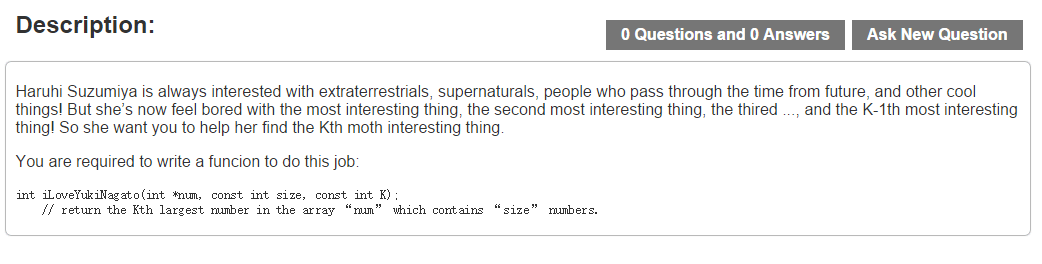 Description:
0 Questions and 0 Answers
Ask New Question
Haruhi Suzumiya is always interested with extraterrestrials, supernaturals, people who pass through the time from future, and other cool
things! But she’s now feel bored with the most interesting thing, the second most interesting thing, the thired ..., and the K-1th most interesting
thing! So she want you to help her find the Kth moth interesting thing.
You are required to write a funcion to do this job:
int iLoveYukiNagato(int *num, const int size, const int K);
// return the Kth largest number in the array “num” which contains “size” numbers.